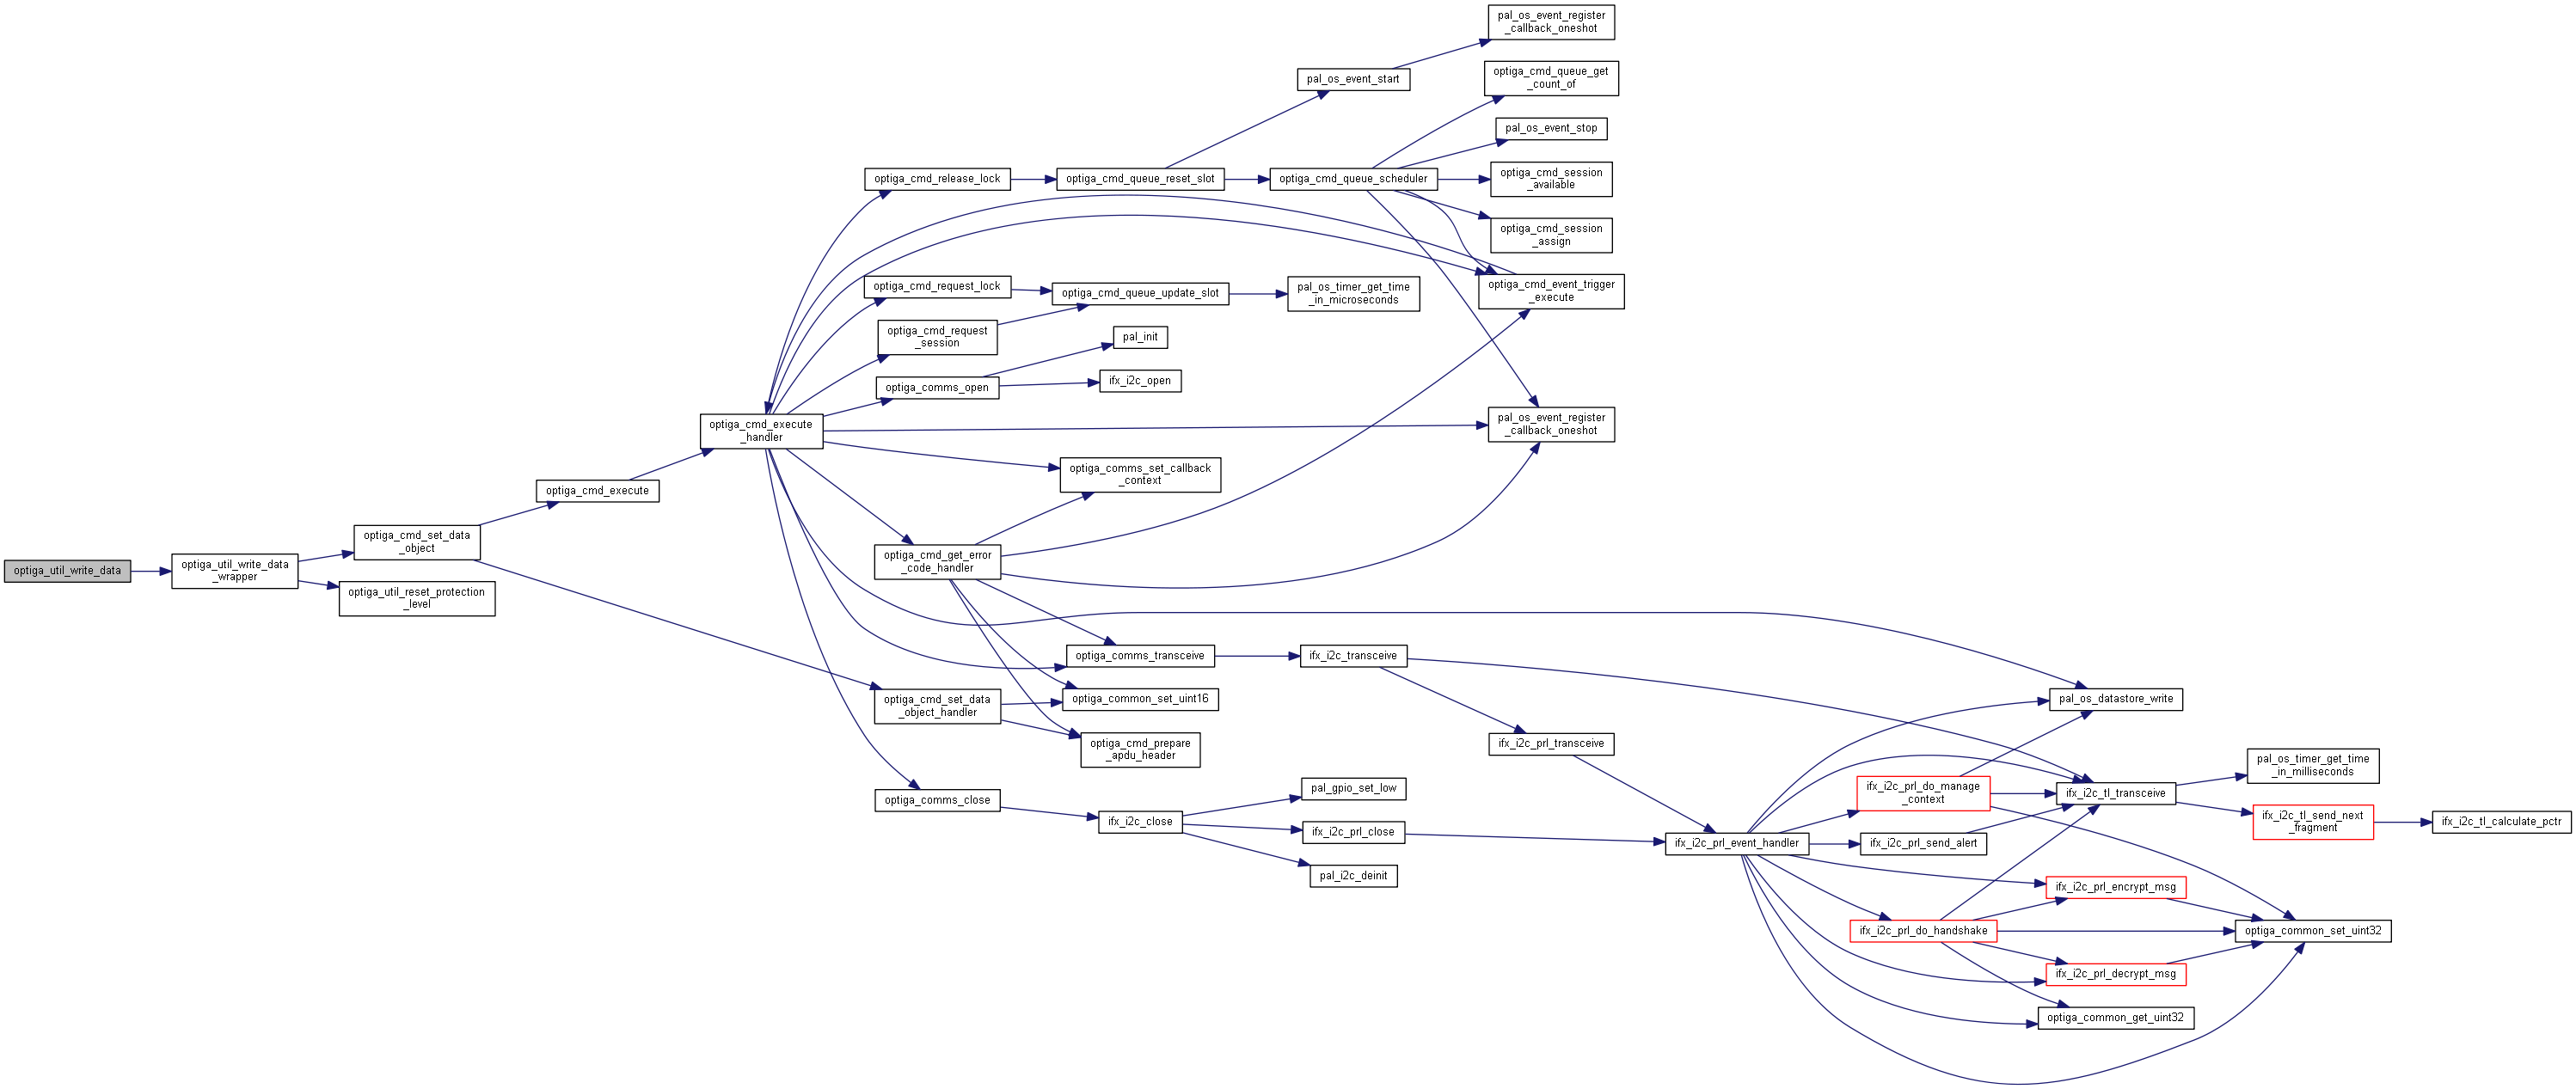 optiga_util_write_data
optiga_util_write_data
_wrapper
optiga_cmd_set_data
_object
optiga_util_reset_protection
_level
optiga_cmd_execute
optiga_cmd_execute
_handler
optiga_cmd_release_lock
optiga_cmd_request_lock
optiga_cmd_request
_session
optiga_comms_open
optiga_cmd_get_error
_code_handler
optiga_cmd_set_data
_object_handler
optiga_comms_close
optiga_cmd_queue_reset_slot
optiga_cmd_queue_update_slot
pal_init
ifx_i2c_open
optiga_comms_set_callback
_context
optiga_comms_transceive
optiga_common_set_uint16
optiga_cmd_prepare
_apdu_header
ifx_i2c_close
pal_os_event_start
optiga_cmd_queue_scheduler
pal_os_timer_get_time
_in_microseconds
ifx_i2c_transceive
pal_gpio_set_low
ifx_i2c_prl_close
pal_i2c_deinit
pal_os_event_register
_callback_oneshot
optiga_cmd_queue_get
_count_of
pal_os_event_stop
optiga_cmd_session
_available
optiga_cmd_session
_assign
optiga_cmd_event_trigger
_execute
pal_os_event_register
_callback_oneshot
ifx_i2c_prl_transceive
ifx_i2c_prl_event_handler
ifx_i2c_prl_do_manage
_context
ifx_i2c_prl_send_alert
ifx_i2c_prl_do_handshake
pal_os_datastore_write
ifx_i2c_tl_transceive
ifx_i2c_prl_encrypt_msg
ifx_i2c_prl_decrypt_msg
optiga_common_get_uint32
pal_os_timer_get_time
_in_milliseconds
ifx_i2c_tl_send_next
_fragment
optiga_common_set_uint32
ifx_i2c_tl_calculate_pctr